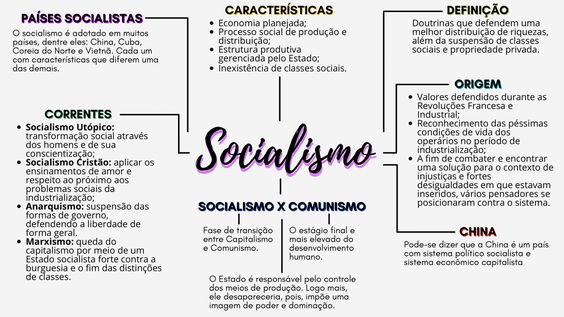 PAÍSES SOCIALISTAS
O socialismo é adotado em muitos
países, dentre eles: China, Cuba,
Coreia do Norte e Vietnã. Cada um
com características que diferem uma
das demais.
CARACTERÍSTICAS
• Economia planejada;
• Processo social de produção e
distribuição;
• Estrutura produtiva
gerenciada pelo Estado;
• Inexistência de classes sociais.
DEFINIÇÃO
Doutrinas que defendem uma
melhor distribuição de riquezas,
além da suspensão de classes
sociais e propriedade privada.
CORRENTES
• Socialismo Utópico:
transformação social através
dos homens e de sua
conscientização;
• Socialismo Cristão: aplicar os
ensinamentos de amor e
respeito ao próximo aos
problemas sociais da
industrialização;
• Anarquismo: suspensão das
formas de governo,
defendendo a liberdade de
forma geral.
• Marxismo: queda do
capitalismo por meio de um
Estado socialista forte contra a
burguesia e o fim das distinções
de classes.
Socialismo
ORIGEM
• Valores defendidos durante as
Revoluções Francesa e
Industrial;
• Reconhecimento das péssimas
condições de vida dos
operários no período de
industrialização;
• A fim de combater e encontrar
uma solução para o contexto de
injustiças e fortes
desigualdades em que estavam
inseridos, vários pensadores se
posicionaram contra o sistema.
SOCIALISMO X COMUNISMO
Fase de transição
entre Capitalismo
e Comunismo.
O estágio final e
mais elevado do
desenvolvimento
humano.
O Estado é responsável pelo controle
dos meios de produção. Logo mais,
ele desapareceria, pois, impõe uma
imagem de poder e dominação.
CHINA
Pode-se dizer que a China é um país
com sistema político socialista e
sistema econômico capitalista